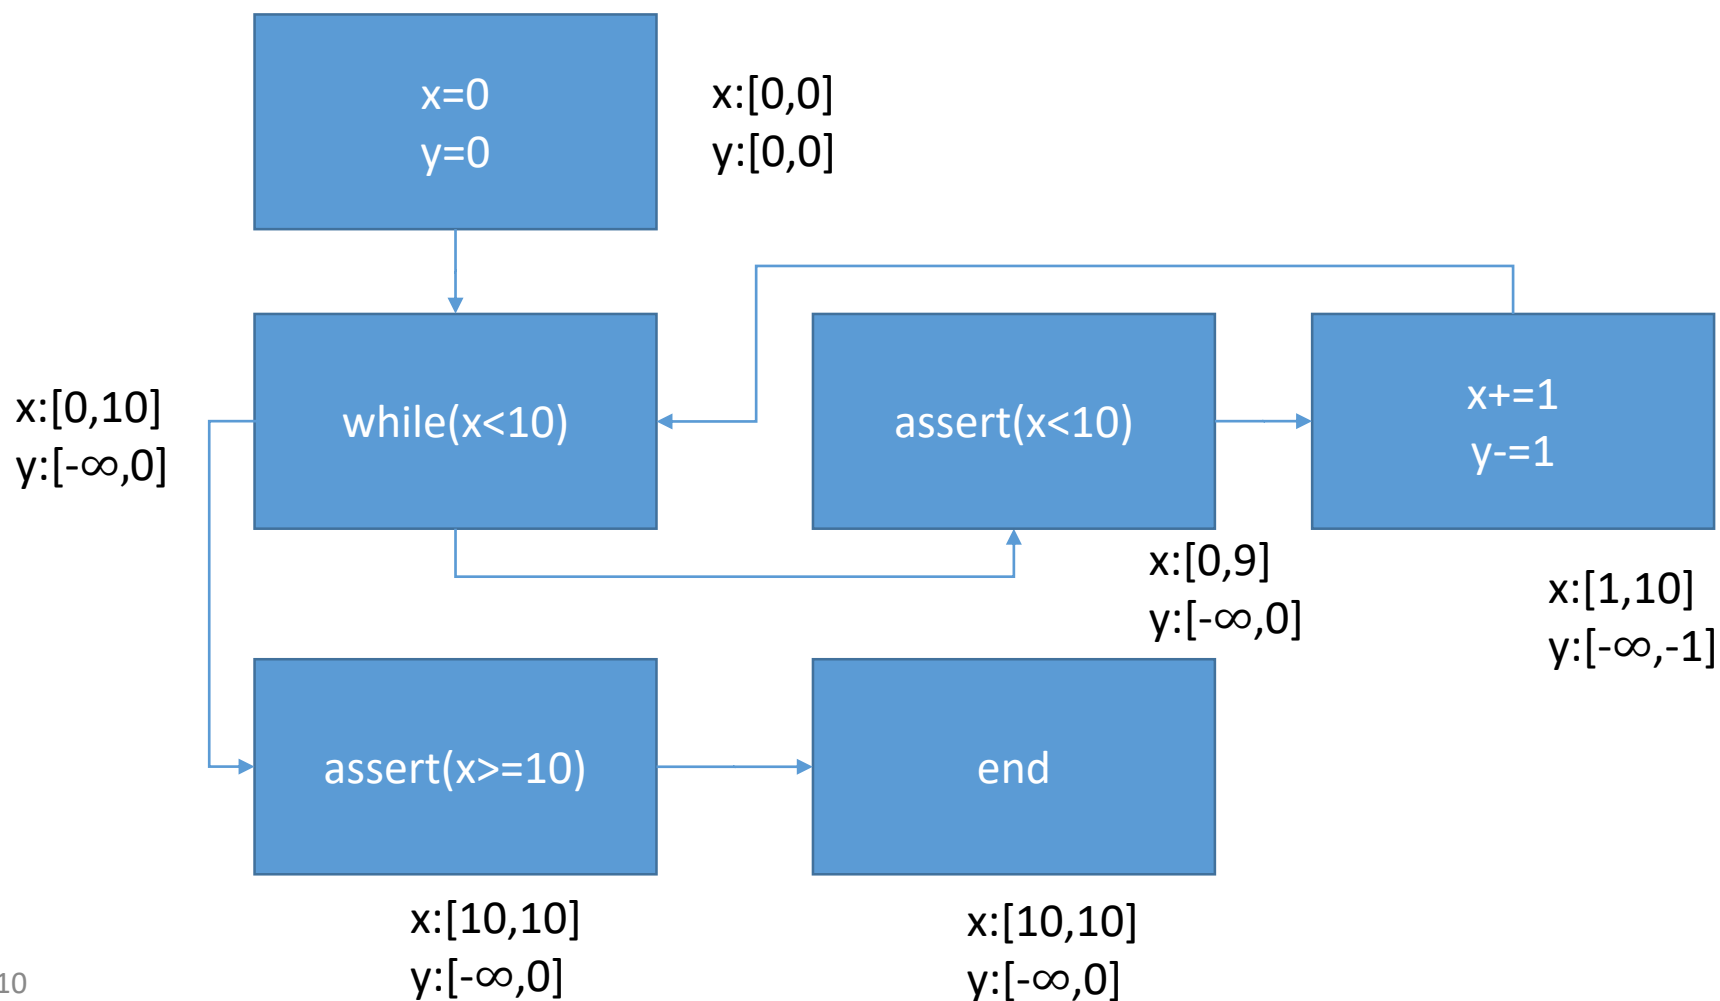 x=0
y=0
x:[0,0]
y:[0,0]
x:[0,10]
y:[-∞,0]
while(x<10)
assert(x<10)
x+=1
y-=1
x:[0,9]
y:[-∞,0]
x:[1,10]
y:[-∞,-1]
assert(x>=10)
end
x:[10,10]
y:[-∞,0]
x:[10,10]
y:[-∞,0]
10